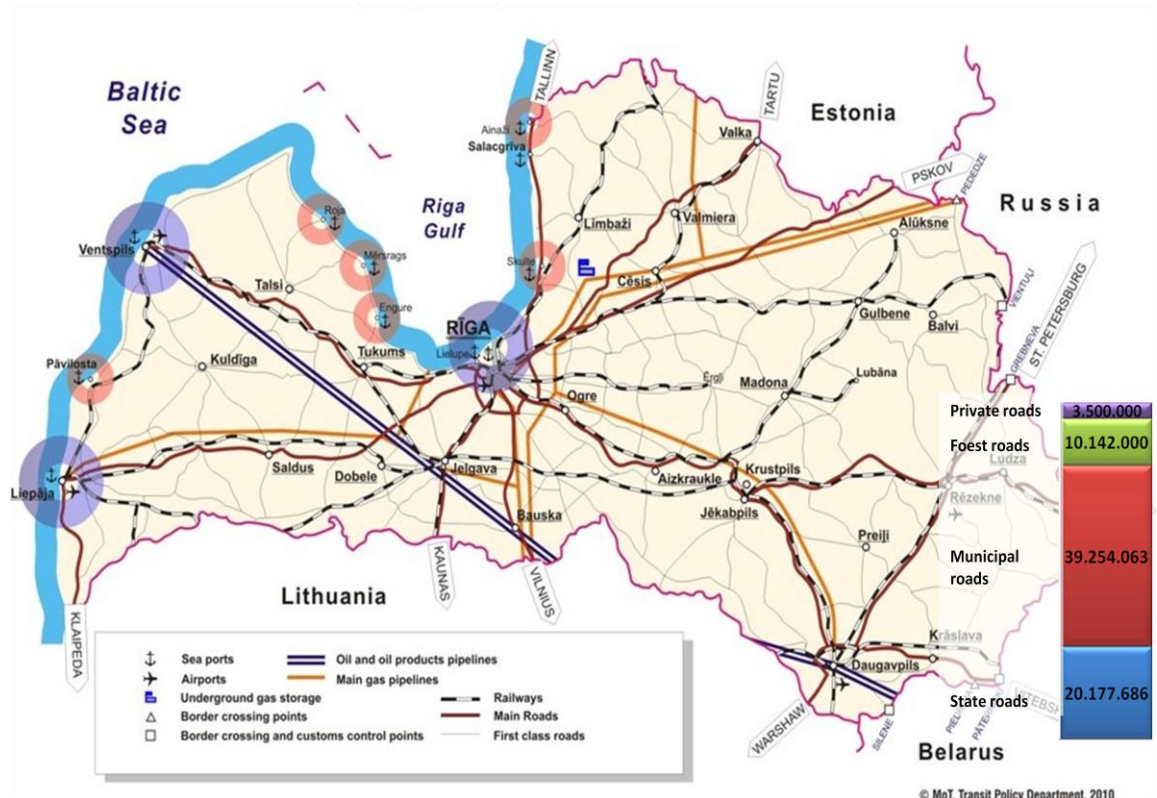 TALLINN
Baltic
Sea
TARTU
Estonia
Ainaži
Salacgrīva
Valka
PSKOV
PEDEDZE
Russia
Roja
Riga
Gulf
Limbaži
Valmiera
Alūksne
Ventspils
Mērsrags
Skulte
Cēsis
Talsi
VIENTUĻI
ST. PETERSBURG
Engure
Gulbene
Balvi
RĪGA
GREBNEVA
Lielupe
Tukums
Pāvilosta
Kuldīga
Ērgļi
Madona
Lubāna
Ogre
Private roads 3.500.000
Foest roads 10.142.000
Ludza
Saldus
Dobele
Jelgava
Aizkraukle
Krustpils
Liepāja
Rēzekne
Jēkabpils
Bauska
Preiļi
Municipal
roads
39.254.063
KAUNAS
VILNIUS
Lithuania
KLAIPEDA
Krāslava
Daugavpils
State roads 20.177.686
WARSHAW
SILENE
Belarus
Sea ports
Airports
Underground gas storage
Border crossing points
Border crossing and customs control points
Oil and oil products pipelines
Main gas pipelines
Railways
Main Roads
First class roads
© MoT, Transit Policy Department, 2010